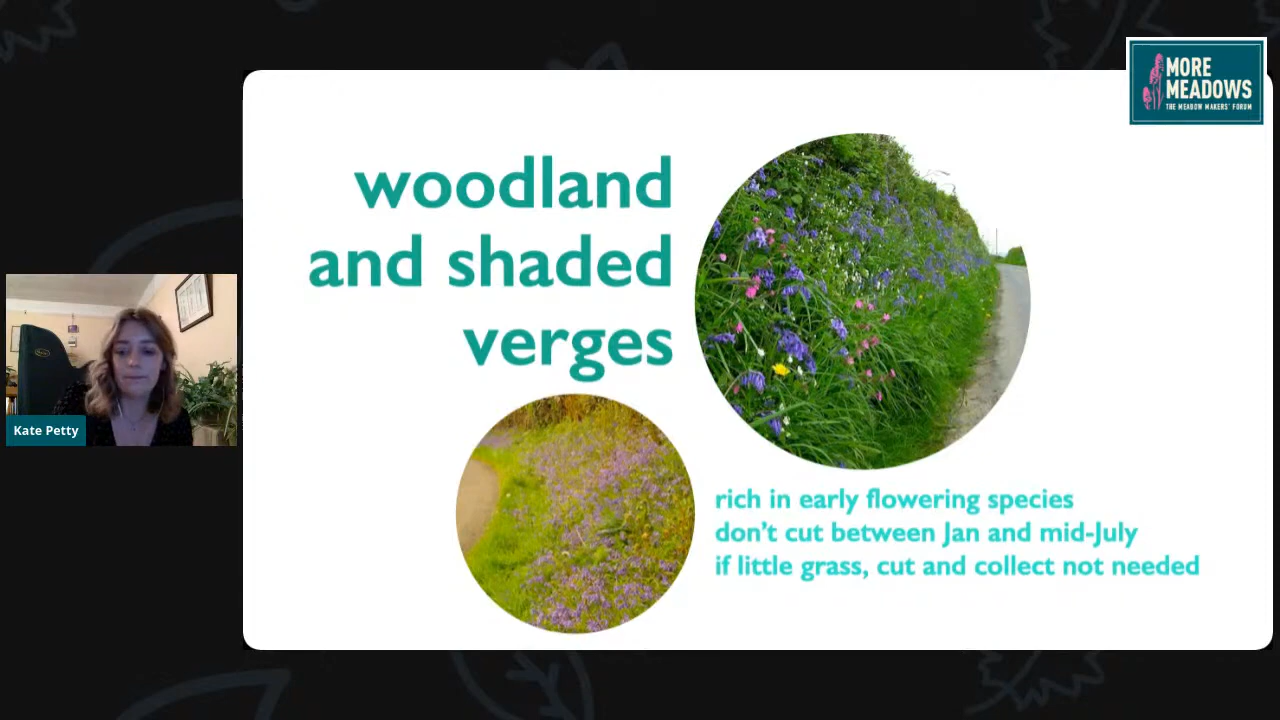 MORE
MEADOWS
THE MEADOW MAKERS' FORUM
woodland
and shaded
verges
Kate Petty
rich in early flowering species
don't cut between Jan and mid-July
if little grass, cut and collect not needed